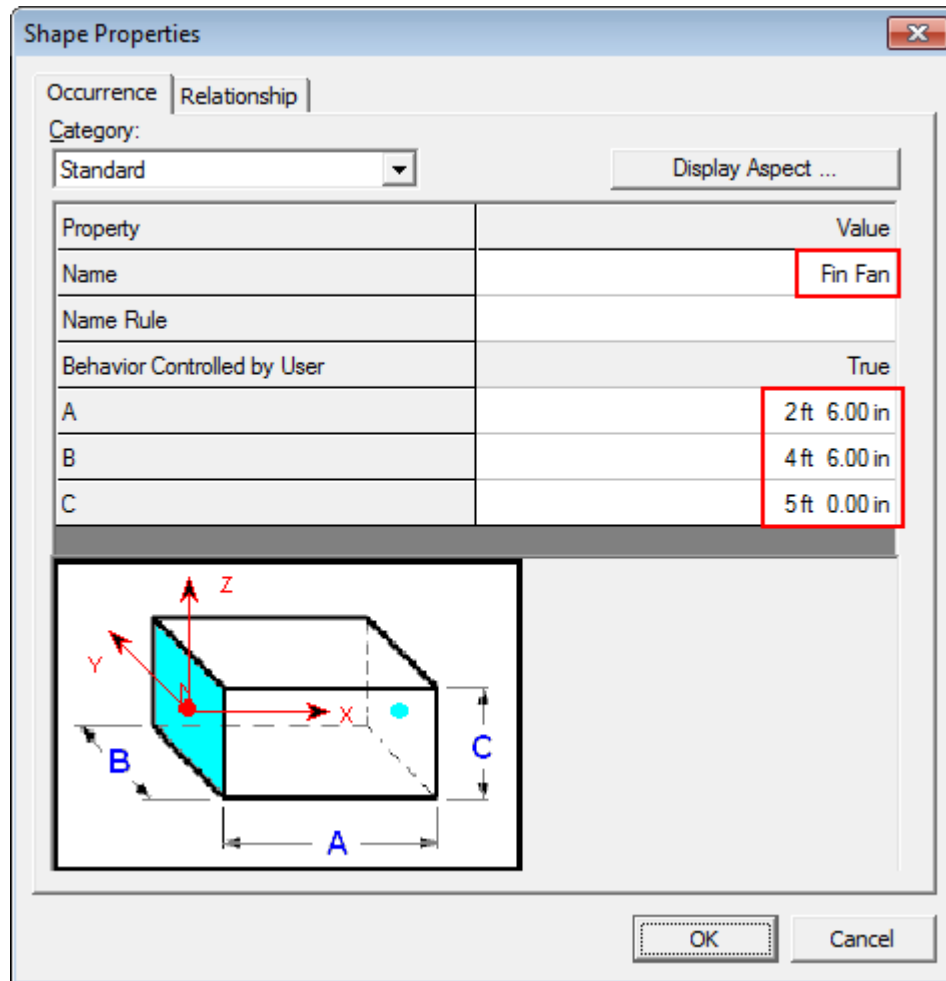 Shape Properties
Occurrence Relationship
Category:
Standard Display Aspect ...
Property Value
Name Fin Fan
Name Rule
Behavior Controlled by User True
A 2 ft 6.00 in
B 4 ft 6.00 in
C 5 ft 0.00 in
Z
Y
X
C
B
A
OK Cancel